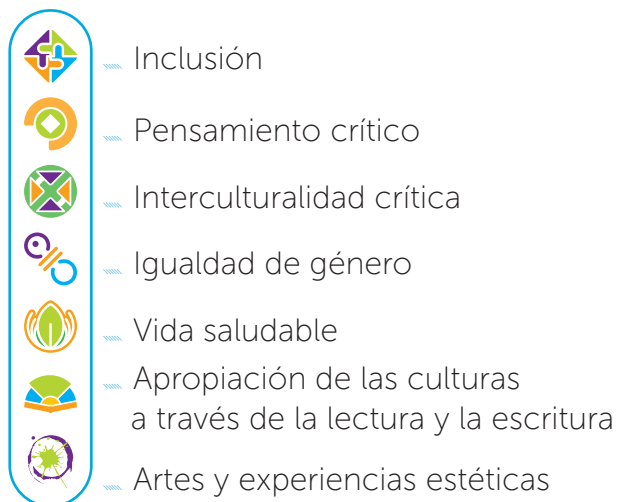 Inclusión
Pensamiento crítico
Interculturalidad crítica
Igualdad de género
Vida saludable
Apropiación de las culturas
a través de la lectura y la escritura
Artes y experiencias estéticas